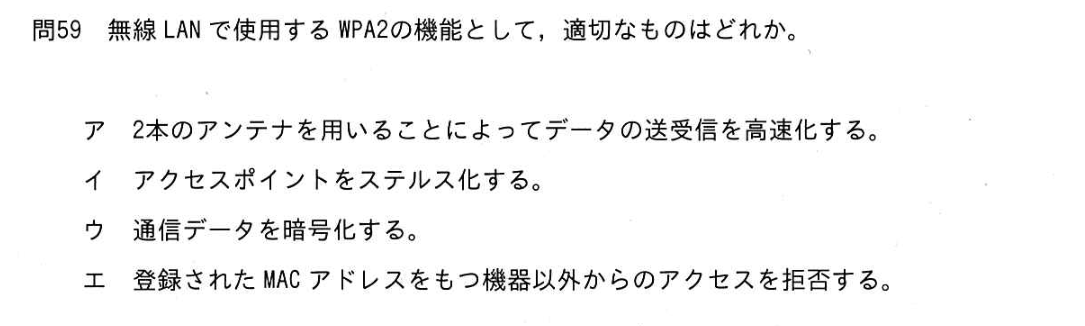 問59　無線 LAN で使用する WPA2の機能として，適切なものはどれか。
ア　2本のアンテナを用いることによってデータの送受信を高速化する。
イ　アクセスポイントをステルス化する。
ウ　通信データを暗号化する。
エ　登録された MAC アドレスをもつ機器以外からのアクセスを拒否する。